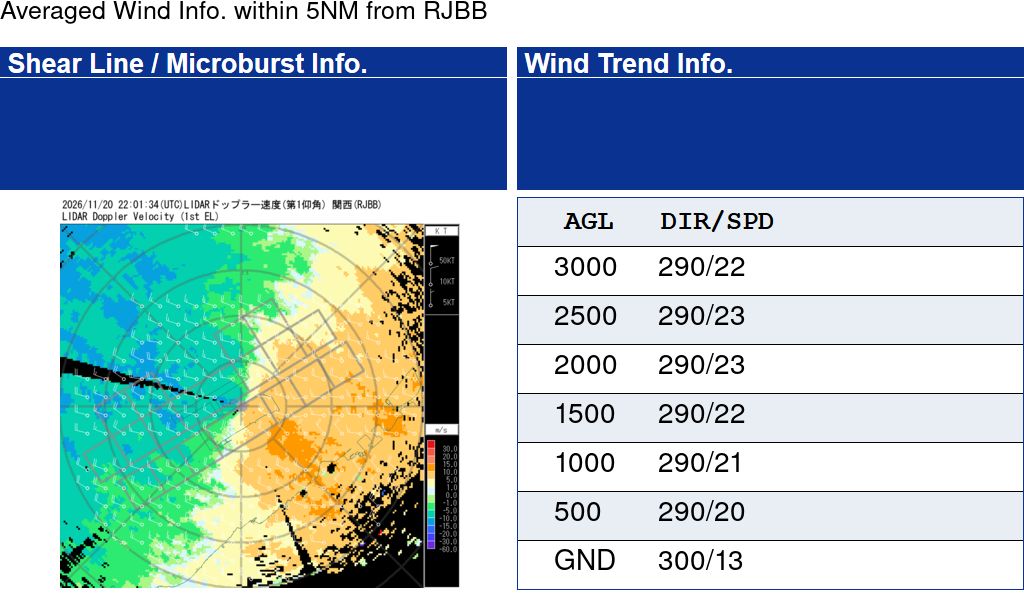 Averaged Wind Info. within 5NM from RJBB
Shear Line / Microburst Info.
2026/11/20 22:01:34(UTC)LIDARドップラー速度(第1仰角) 関西(RJBB)
LIDAR Doppler Velocity (1st EL)
K T
50KT
10KT
5KT
m/s
30.0
20.0
15.0
10.0
5.0
1.0
0.0
-1.0
-5.0
-10.0
-15.0
-20.0
-30.0
-60.0
Wind Trend Info.
AGL DIR/SPD
3000 290/22
2500 290/23
2000 290/23
1500 290/22
1000 290/21
500 290/20
GND 300/13